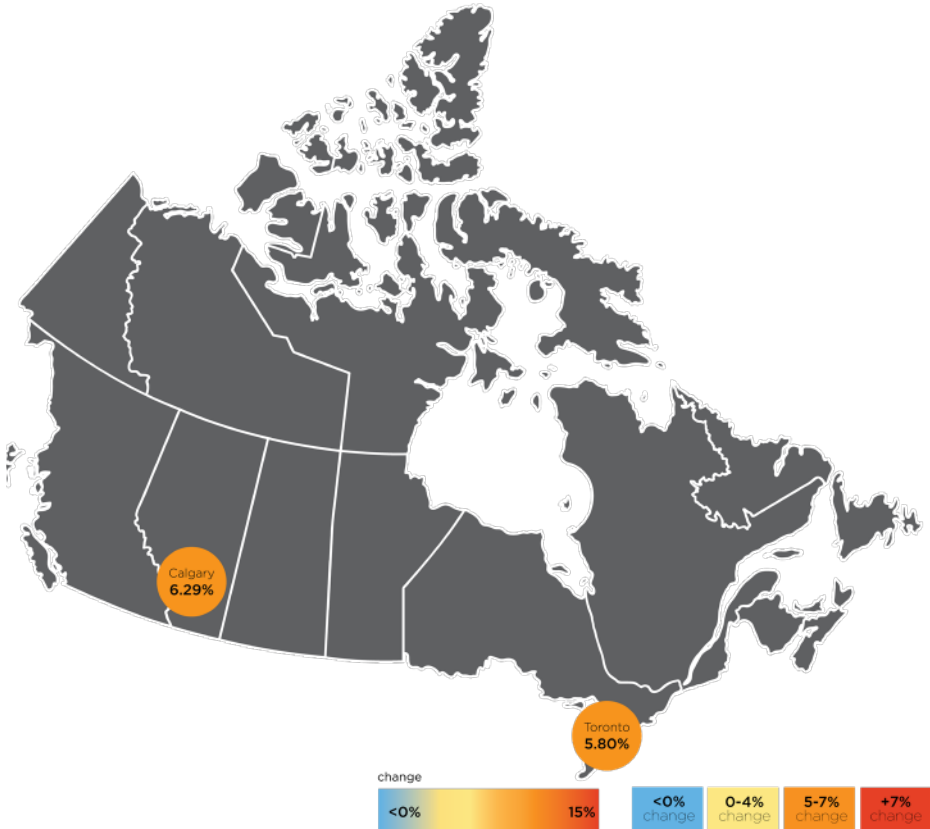 Calgary
6.29%
Toronto
5.80%
change
<0%
15%
<0%
change
0-4%
change
5-7%
change
+7%
change